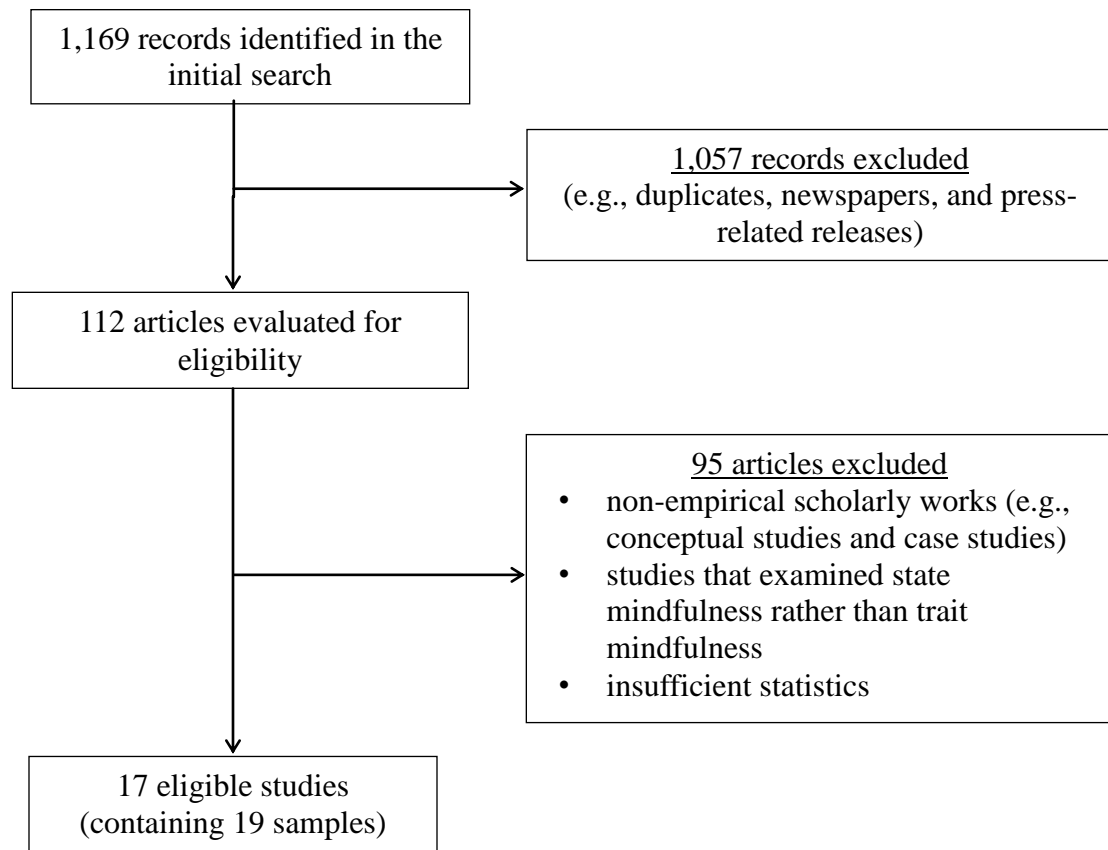 1,169 records identified in the
initial search
1,057 records excluded
(e.g., duplicates, newspapers, and press-
related releases)
112 articles evaluated for
eligibility
95 articles excluded
• non-empirical scholarly works (e.g.,
conceptual studies and case studies)
• studies that examined state
mindfulness rather than trait
mindfulness
• insufficient statistics
17 eligible studies
(containing 19 samples)